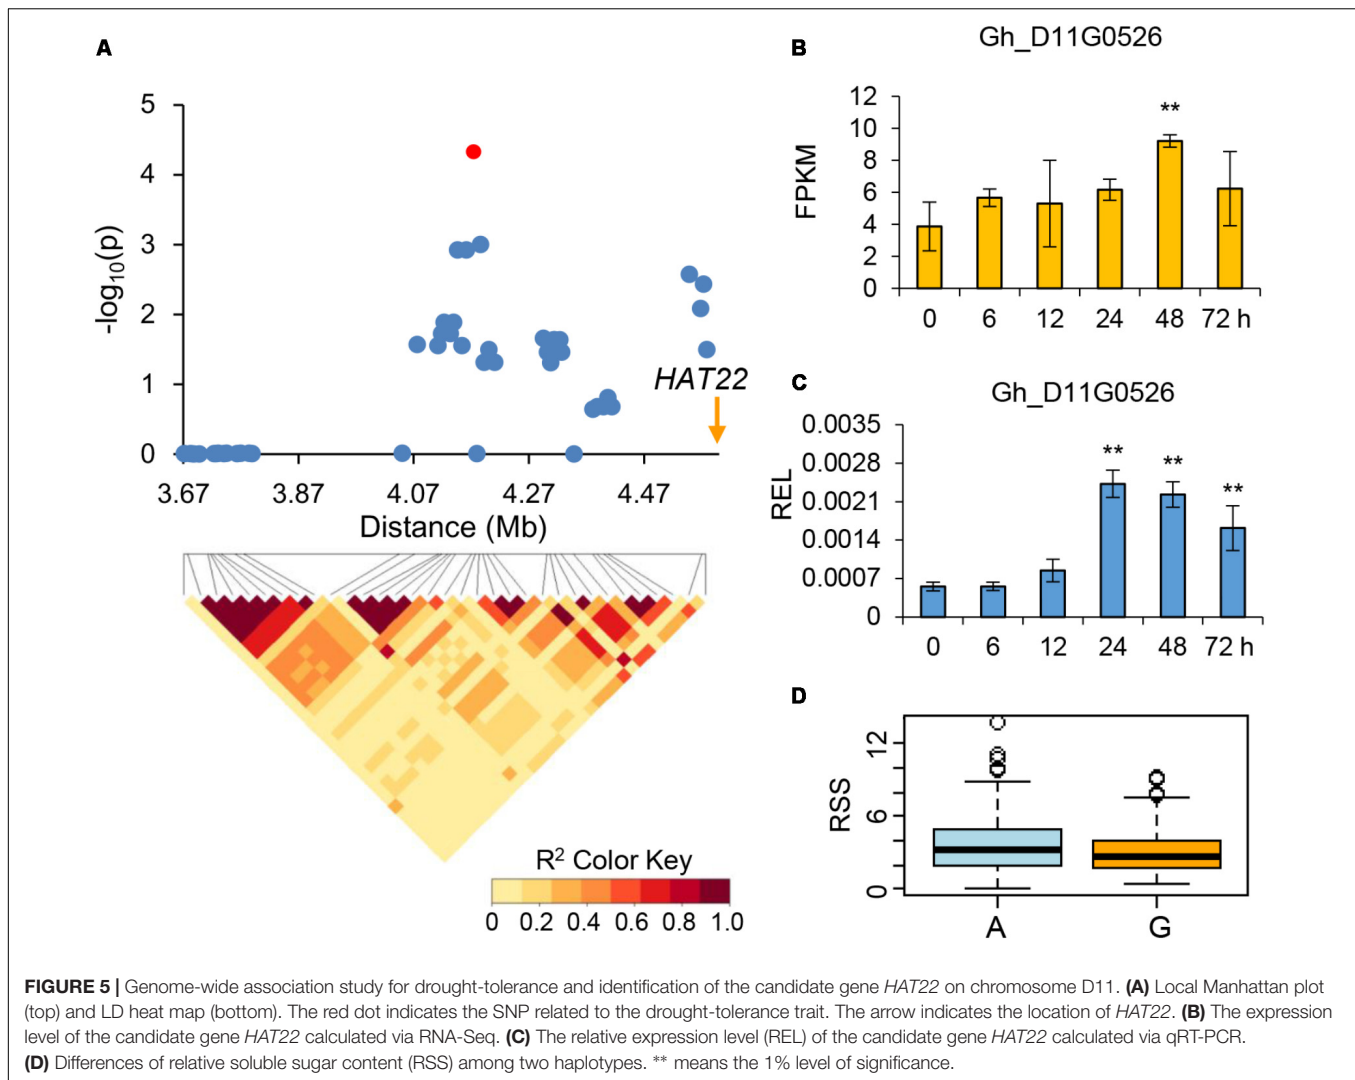 A
5
4
3
2
1
0
-log10(p)
HAT22
3.67 3.87 4.07 4.27 4.47
Distance (Mb)
R2 Color Key
0 0.2 0.4 0.6 0.8 1.0
B
Gh_D11G0526
12
10
8
6
4
2
0
FPKM
**
0 6 12 24 48 72 h
C
Gh_D11G0526
0.0035
0.0028
0.0021
0.0014
0.0007
0
REL
** ** **
0 6 12 24 48 72 h
D
12
6
0
RSS
A G
FIGURE 5 | Genome-wide association study for drought-tolerance and identification of the candidate gene HAT22 on chromosome D11. (A) Local Manhattan plot
(top) and LD heat map (bottom). The red dot indicates the SNP related to the drought-tolerance trait. The arrow indicates the location of HAT22. (B) The expression
level of the candidate gene HAT22 calculated via RNA-Seq. (C) The relative expression level (REL) of the candidate gene HAT22 calculated via qRT-PCR.
(D) Differences of relative soluble sugar content (RSS) among two haplotypes. ** means the 1% level of significance.